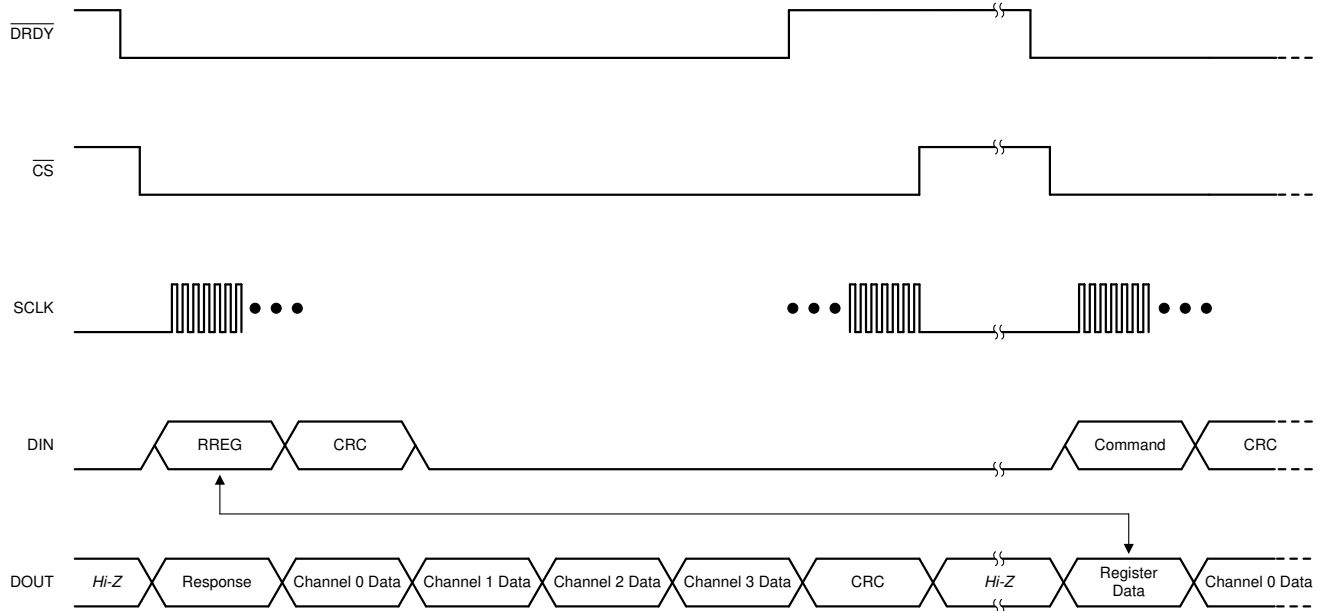 DRDY
CS
SCLK
DIN
RREG
CRC
Command
CRC
DOUT
Hi-Z
Response
Channel 0 Data
Channel 1 Data
Channel 2 Data
Channel 3 Data
CRC
Hi-Z
Register
Data
Channel 0 Data